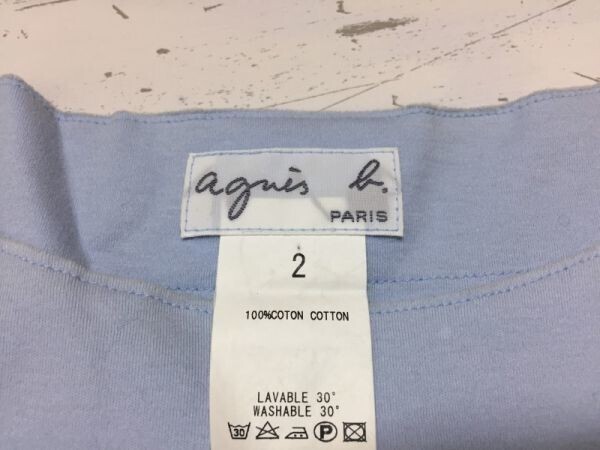 agnès b.
PARIS
2
100%COTON COTTON
LAVABLE 30°
WASHABLE 30°
30 P